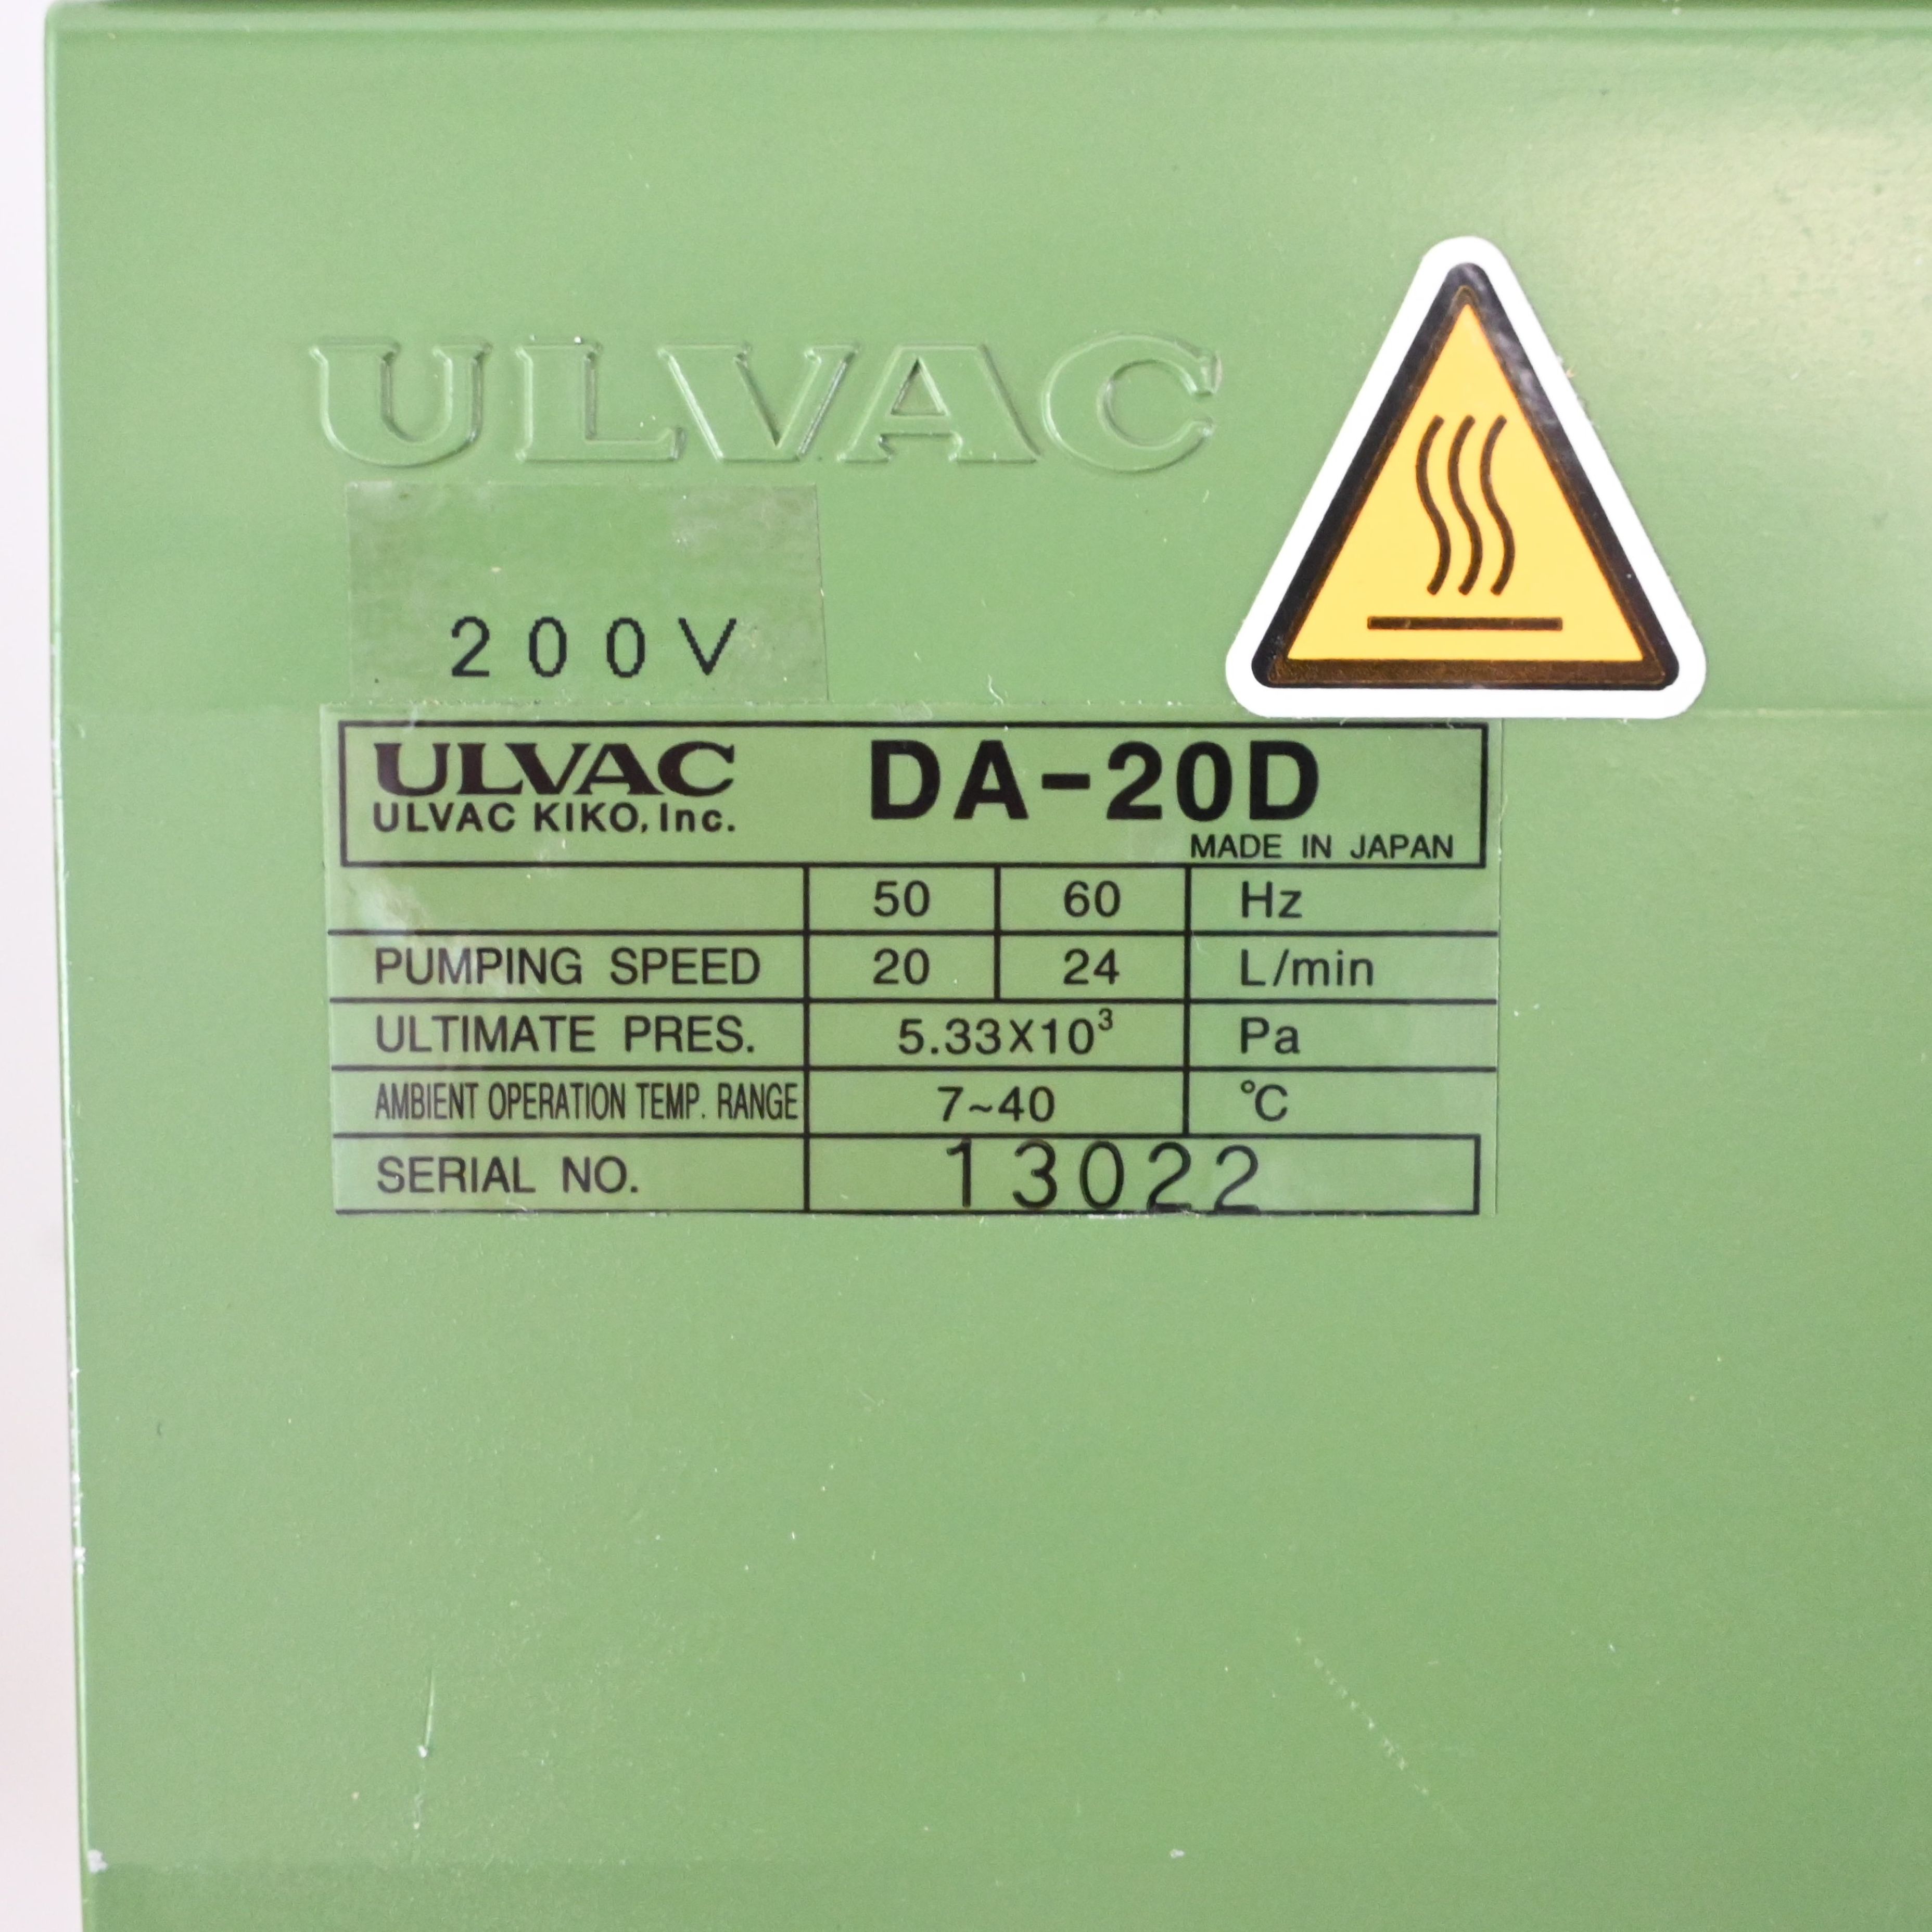 ULVAC
200V
ULVAC DA-20D
ULVAC KIKO, Inc.
MADE IN JAPAN
50 60 Hz
PUMPING SPEED 20 24 L/min
ULTIMATE PRES. 5.33X10³ Pa
AMBIENT OPERATION TEMP. RANGE 7~40 °C
SERIAL NO. 13022